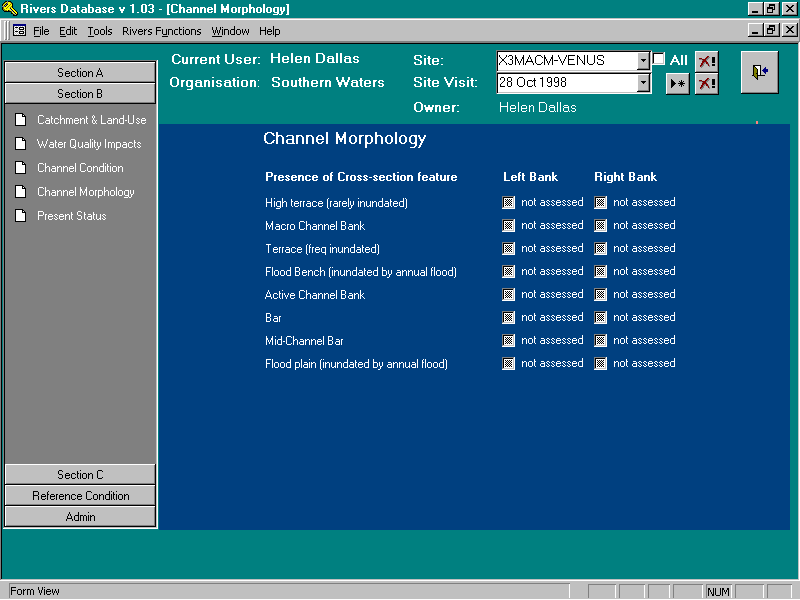 Rivers Database v 1.03 - [Channel Morphology]
File Edit Tools Rivers Functions Window Help
Current User: Helen Dallas Site: X3MACM-VENUS All
Organisation: Southern Waters Site Visit: 28 Oct 1998
Owner: Helen Dallas
Section A
Section B
Catchment & Land-Use
Water Quality Impacts
Channel Condition
Channel Morphology
Present Status
Section C
Reference Condition
Admin
Channel Morphology
Presence of Cross-section feature Left Bank Right Bank
High terrace (rarely inundated) not assessed not assessed
Macro Channel Bank not assessed not assessed
Terrace (freq inundated) not assessed not assessed
Flood Bench (inundated by annual flood) not assessed not assessed
Active Channel Bank not assessed not assessed
Bar not assessed not assessed
Mid-Channel Bar not assessed not assessed
Flood plain (inundated by annual flood) not assessed not assessed
Form View NUM